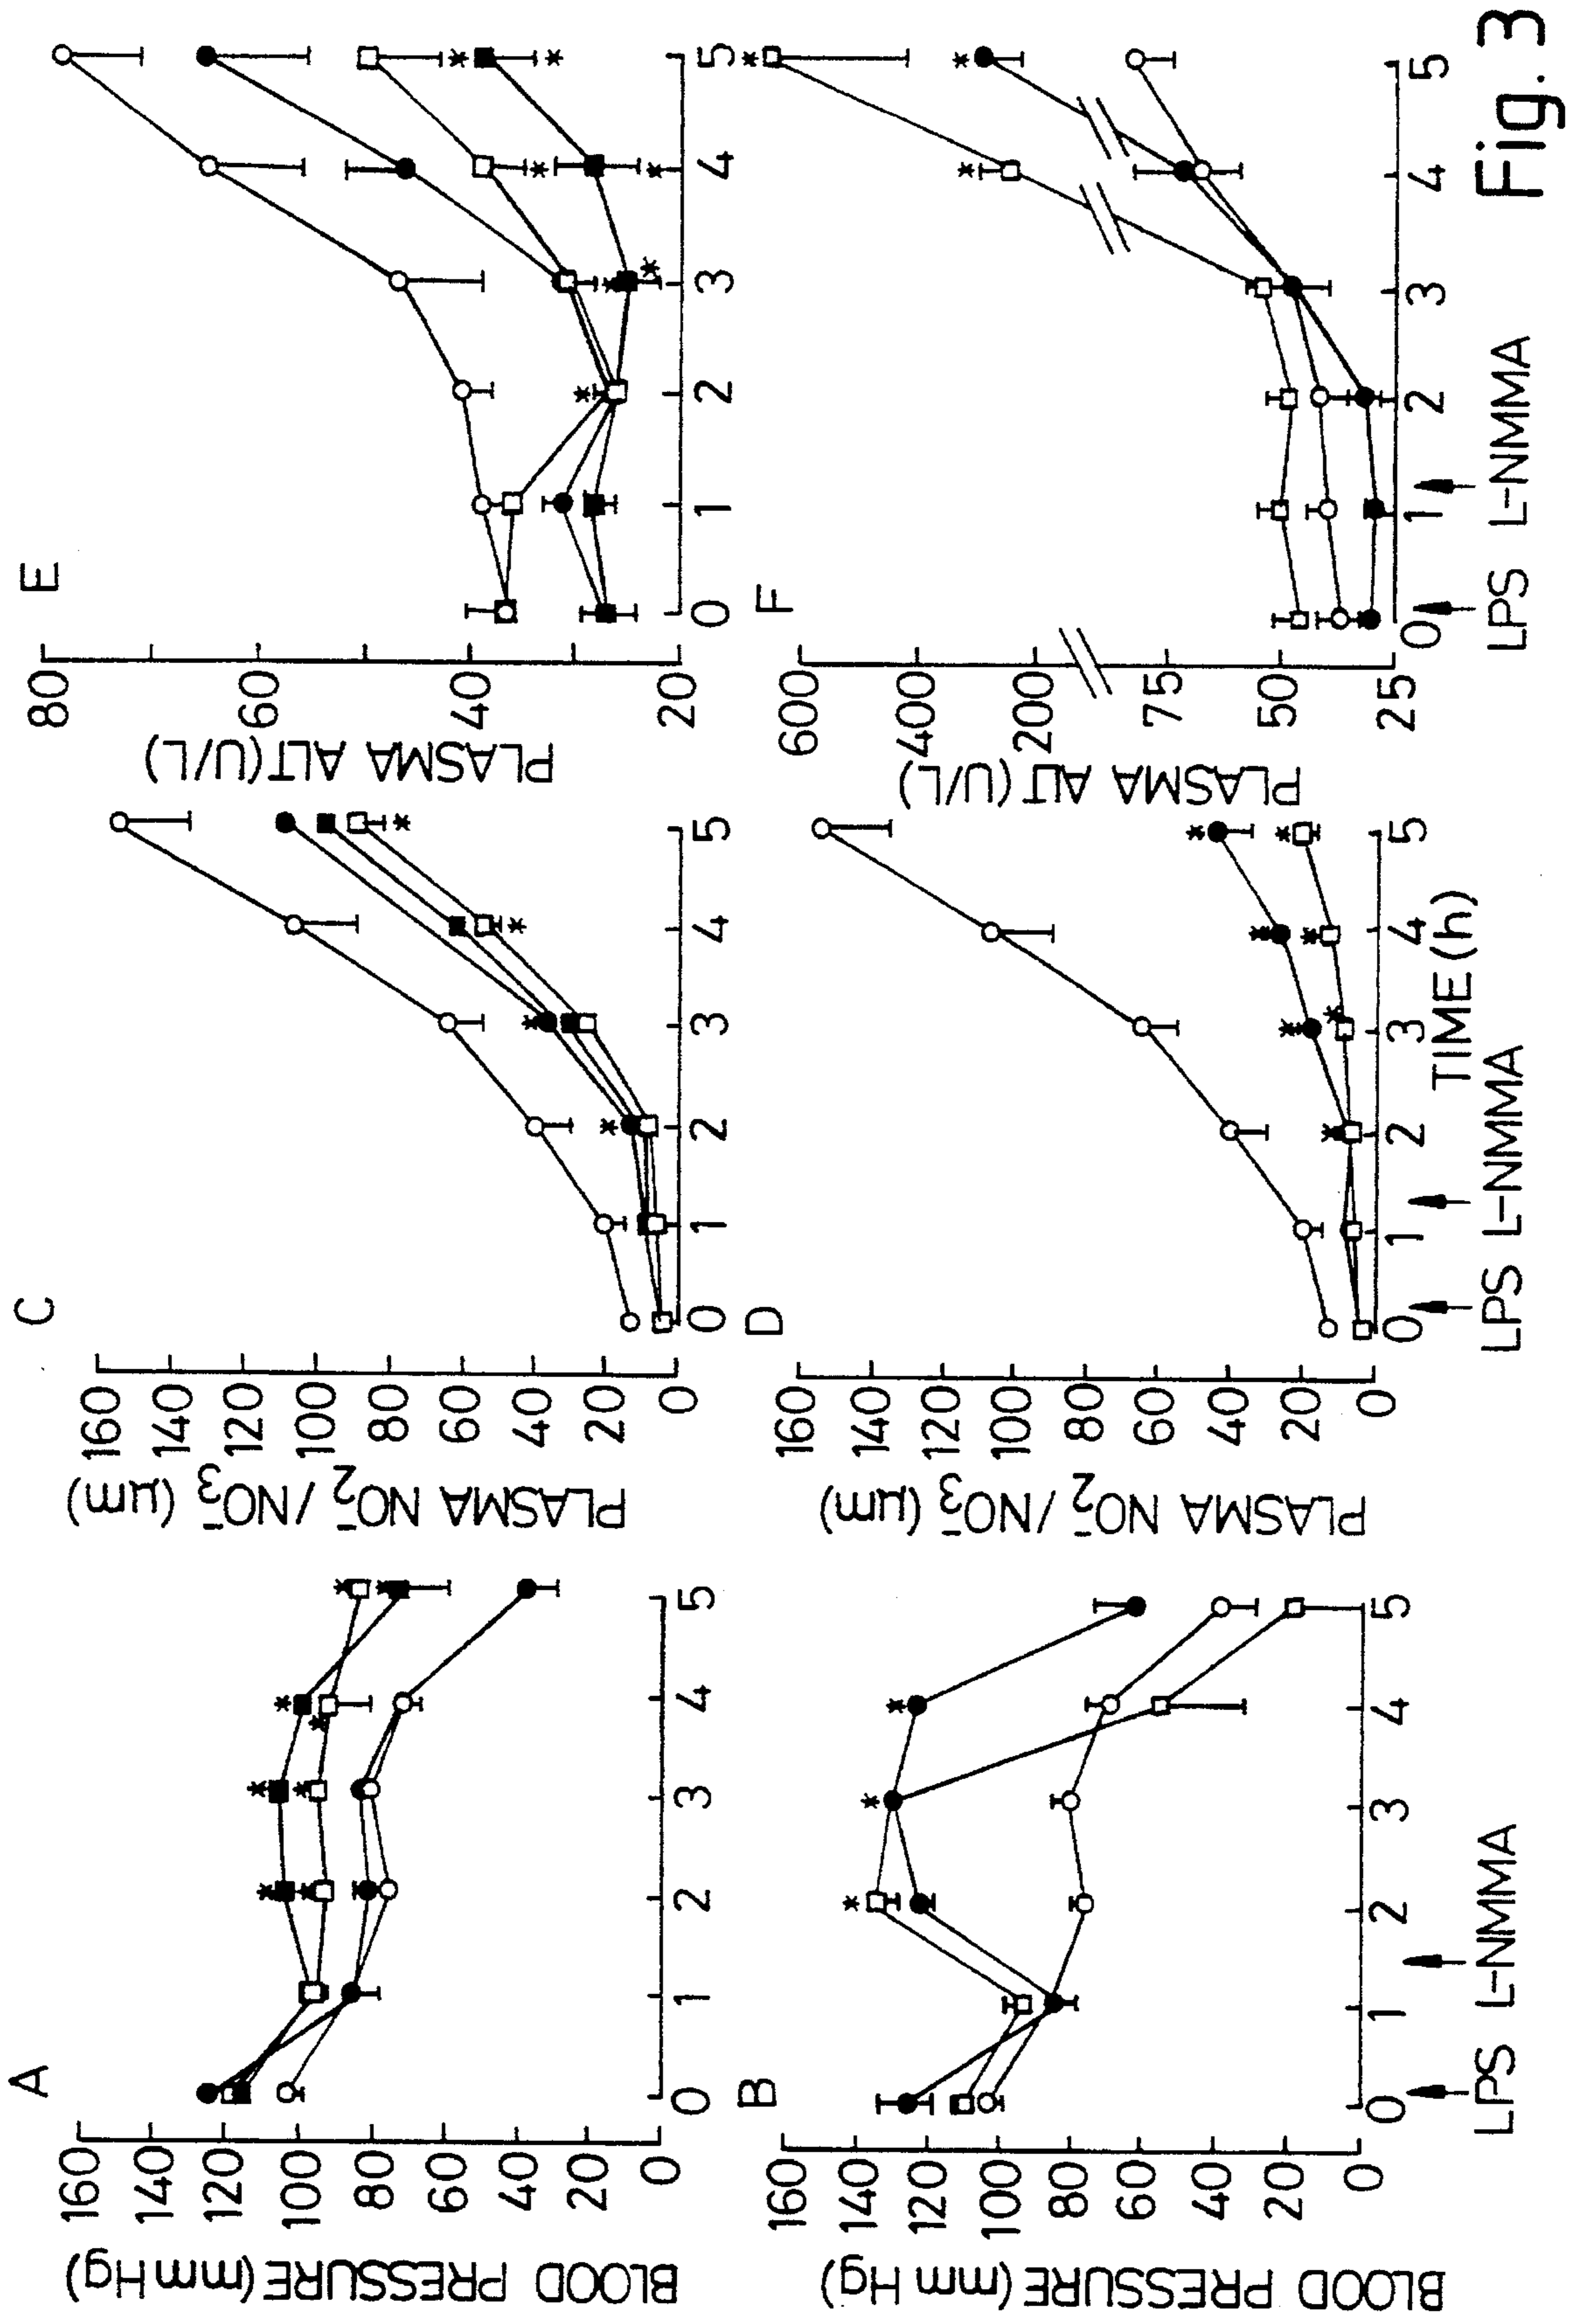 A
BLOOD PRESSURE (mm Hg)
160
140
120
100
80
60
40
20
0
0 1 2 3 4 5
C
PLASMA NO₂⁻/NO₃⁻ (μm)
160
140
120
100
80
60
40
20
0
0 1 2 3 4 5
E
PLASMA ALT (U/L)
80
60
40
20
0 1 2 3 4 5
B
BLOOD PRESSURE (mm Hg)
160
140
120
100
80
60
40
20
0
0 1 2 3 4 5
LPS L-NMMA
D
PLASMA NO₂⁻/NO₃⁻ (μm)
160
140
120
100
80
60
40
20
0
0 1 2 3 4 5
TIME (h)
LPS L-NMMA
F
PLASMA ALT (U/L)
600
400
200
75
50
25
0 1 2 3 4 5
LPS L-NMMA
Fig. 3